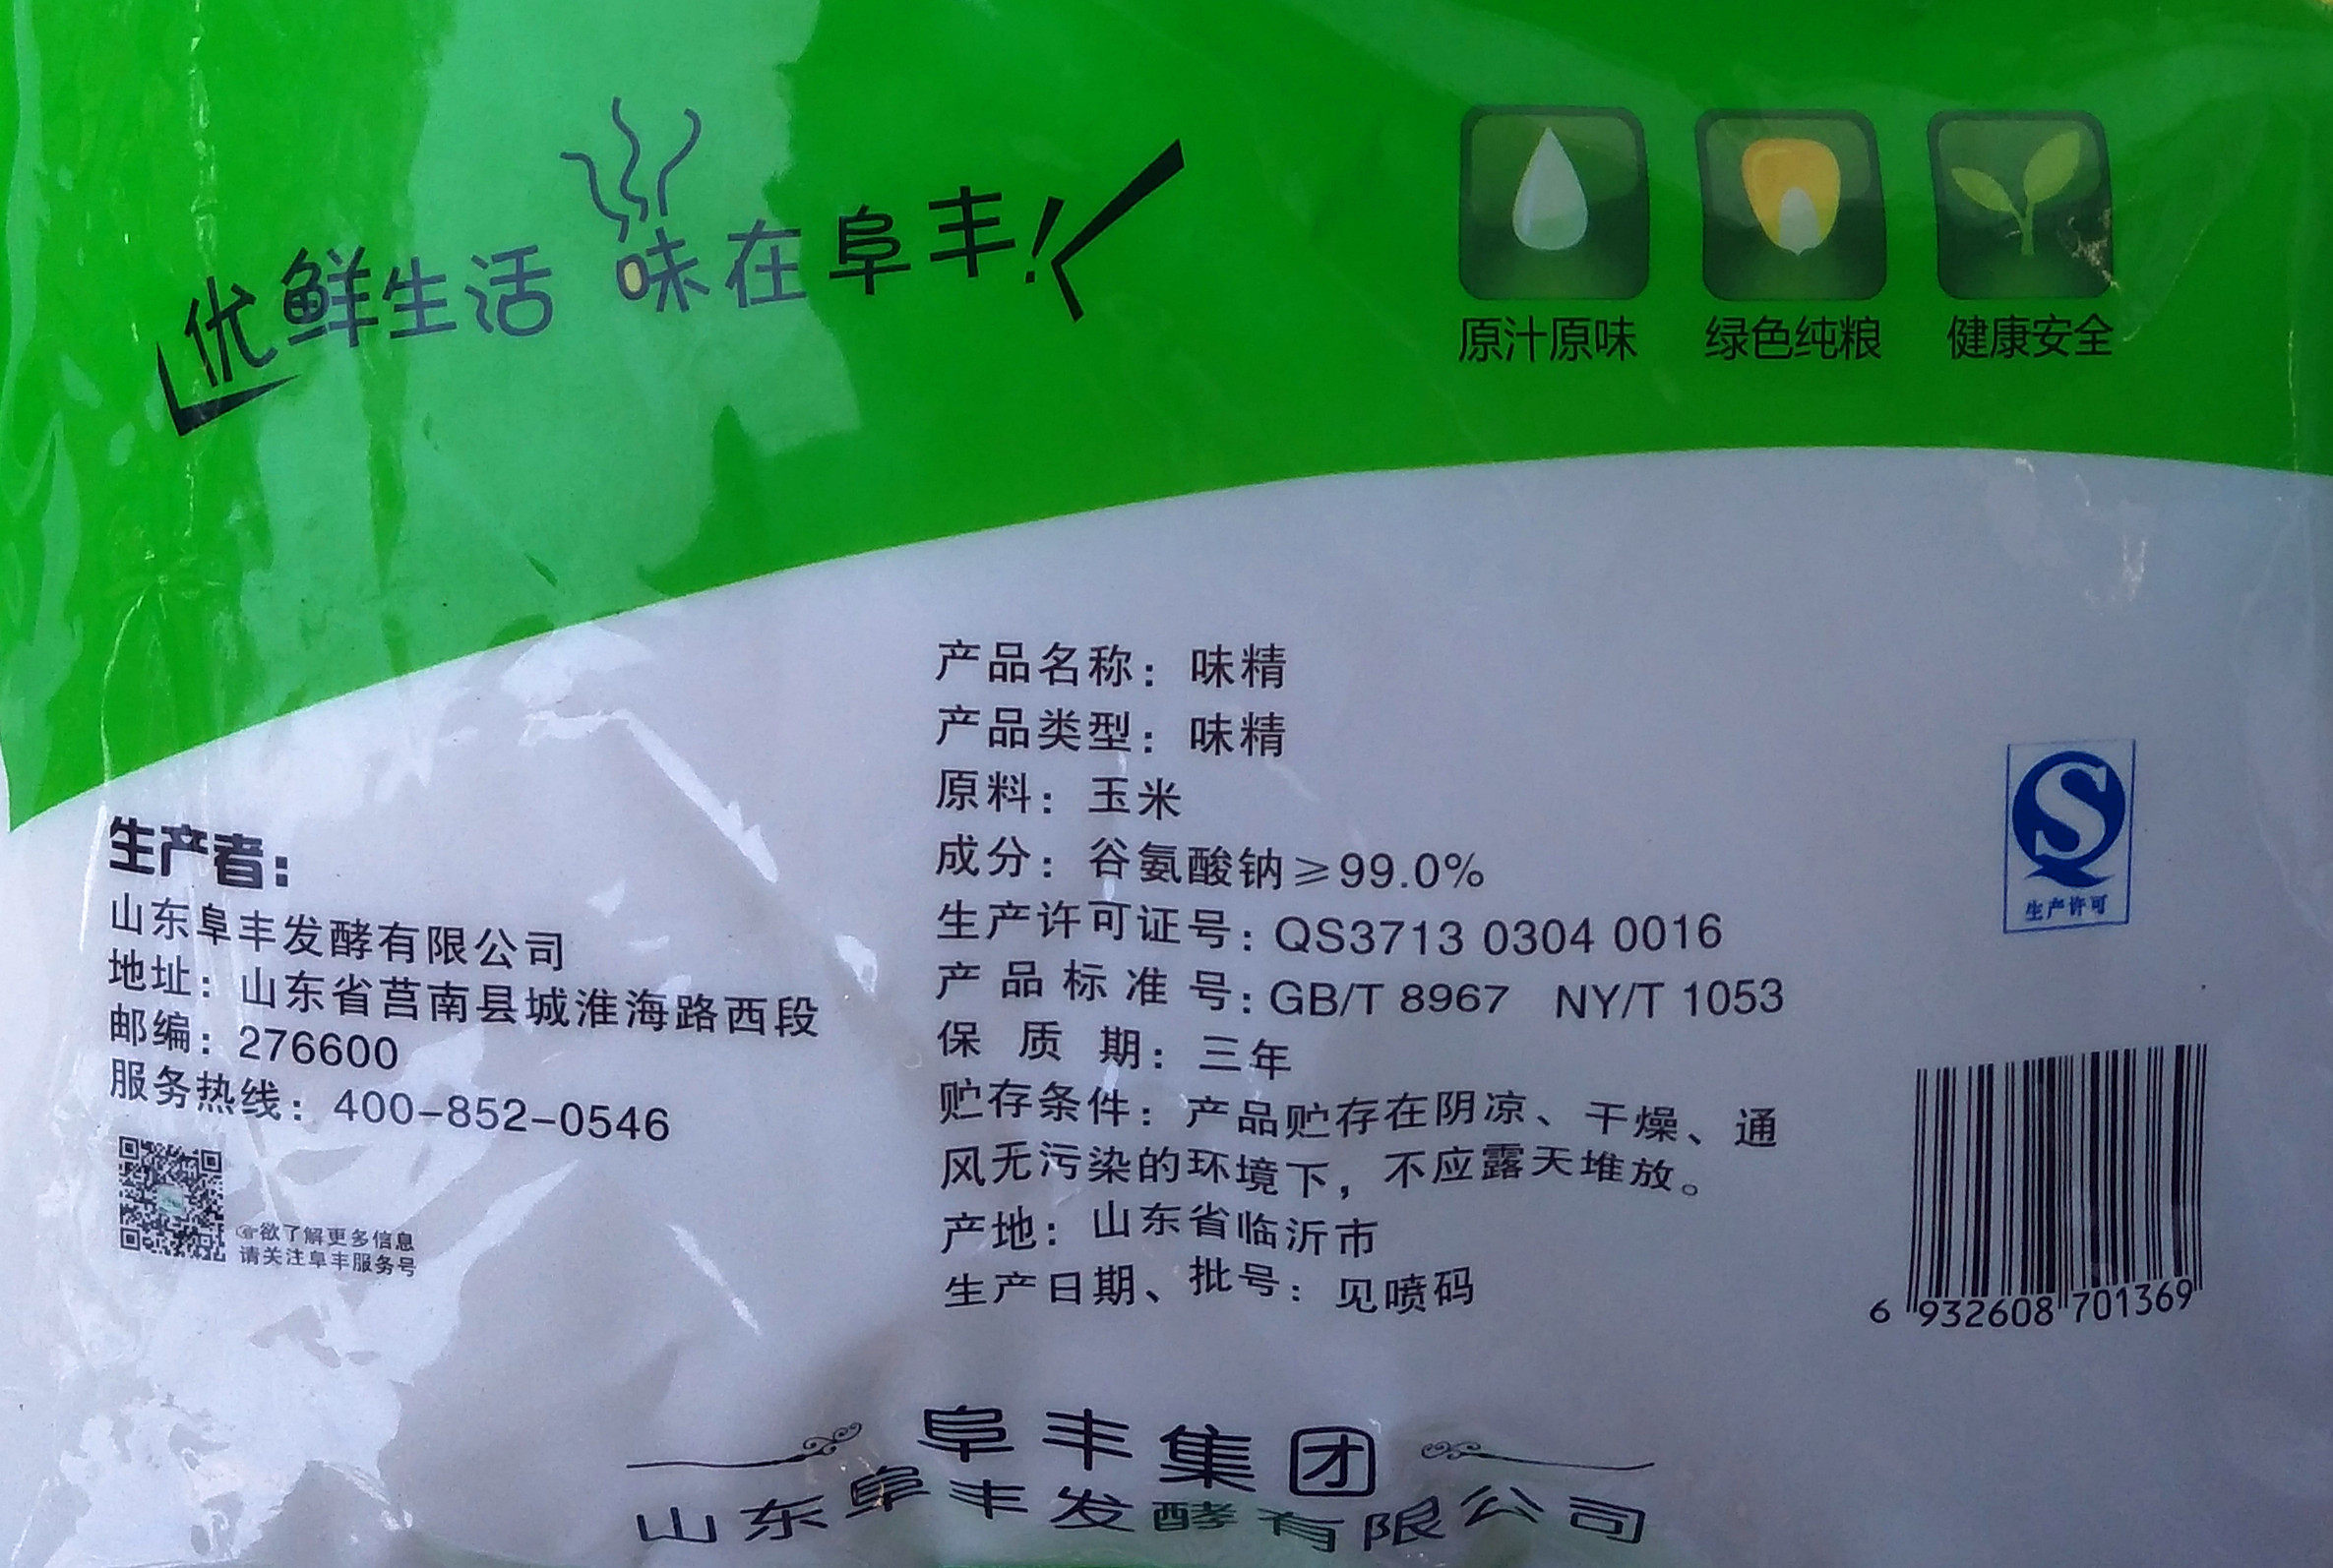 优鲜生活 味在阜丰!
原汁原味 绿色纯粮 健康安全
生产者:
山东阜丰发酵有限公司
地址: 山东省莒南县城淮海路西段
邮编: 276600
服务热线: 400-852-0546
☞欲了解更多信息
请关注阜丰服务号
产品名称: 味精
产品类型: 味精
原料: 玉米
成分: 谷氨酸钠≥99.0%
生产许可证号: QS3713 0304 0016
产品标准号: GB/T 8967 NY/T 1053
保质期: 三年
贮存条件: 产品贮存在阴凉、干燥、通
风无污染的环境下, 不应露天堆放。
产地: 山东省临沂市
生产日期、批号: 见喷码
QS
生产许可
6 932608 701369
阜丰集团
山东阜丰发酵有限公司